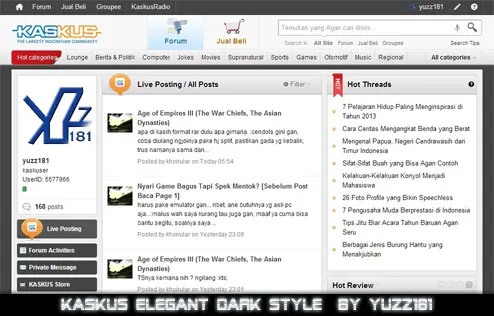 Forum Jual Beli Groupee KaskusRadio yuzz181
KASKUS
THE LARGEST INDONESIAN COMMUNITY
Forum Jual Beli
Temukan yang Agan cari disini...
Search In All Site Forum Jual Beli Groupee Search Tips
Hot categories Lounge Berita & Politik Computer Jokes Movies Supranatural Sports Games Otomotif Music Regional All categories
YUZZ
181
yuzz181
kaskuser
UserID: 5577966
168 posts
Live Posting
Forum Activities
Private Message
KASKUS Store
Live Posting / All Posts Filter
Age of Empires III (The War Chiefs, The Asian
Dynasties)
apa di kasih format rar dulu apa gimana. :cendols gini gan,
coba diulang ngjoinya pake hj split, pastikan gada yg kebalik,
trus namanya sama dan...
Posted by khoirular on Today 05:54
Nyari Game Bagus Tapi Spek Mentok? [Sebelum Post
Baca Page 1]
harus pake emulator gan... ribet, ane butuhnya yg asli pc
aja...:malus wah saya kurang tau juga gan, maaf ya cuma bisa
bantu segitu, soalnya saya ...
Posted by khoirular on Yesterday 23:09
Age of Empires III (The War Chiefs, The Asian
Dynasties)
TSnya kemana nih ? ngilang :kts:
Posted by khoirular on Yesterday 23:01
HOT
Hot Threads
7 Pelajaran Hidup Paling Menginspirasi di
Tahun 2013
Cara Cerdas Mengangkat Benda yang Berat
Mengenal Papua, Negeri Cendrawasih dari
Timur Indonesia
Sifat-Sifat Buah yang Bisa Agan Contoh
Kelakuan-Kelakuan Konyol Menjadi
Mahasiswa
26 Foto Profile yang Bikin Speechless
7 Pengusaha Muda Berprestasi di Indonesia
Tips Jitu Biar Acara Tahun Baruan Agan
Seru
Berbagai Jenis Burung Hantu yang
Menakjubkan
Hot Review
KASKUS ELEGANT DARK STYLE BY YUZZ181